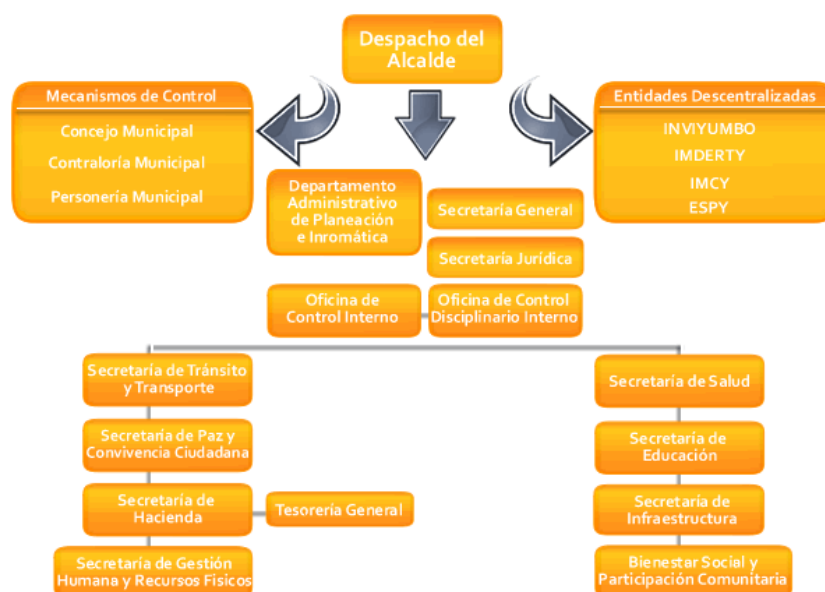 Despacho del
Alcalde
Mecanismos de Control
Concejo Municipal
Contraloría Municipal
Personería Municipal
Entidades Descentralizadas
INVIYUMBO
IMDERTY
IMCY
ESPY
Departamento
Administrativo
de Planeación
e Inromática
Secretaría General
Secretaría Jurídica
Oficina de
Control Interno
Oficina de Control
Disciplinario Interno
Secretaría de Tránsito
y Transporte
Secretaría de Paz y
Convivencia Ciudadana
Secretaría de
Hacienda
Tesorería General
Secretaría de Gestión
Humana y Recursos Físicos
Secretaría de Salud
Secretaría de
Educación
Secretaría de
Infraestructura
Bienestar Social y
Participación Comunitaria